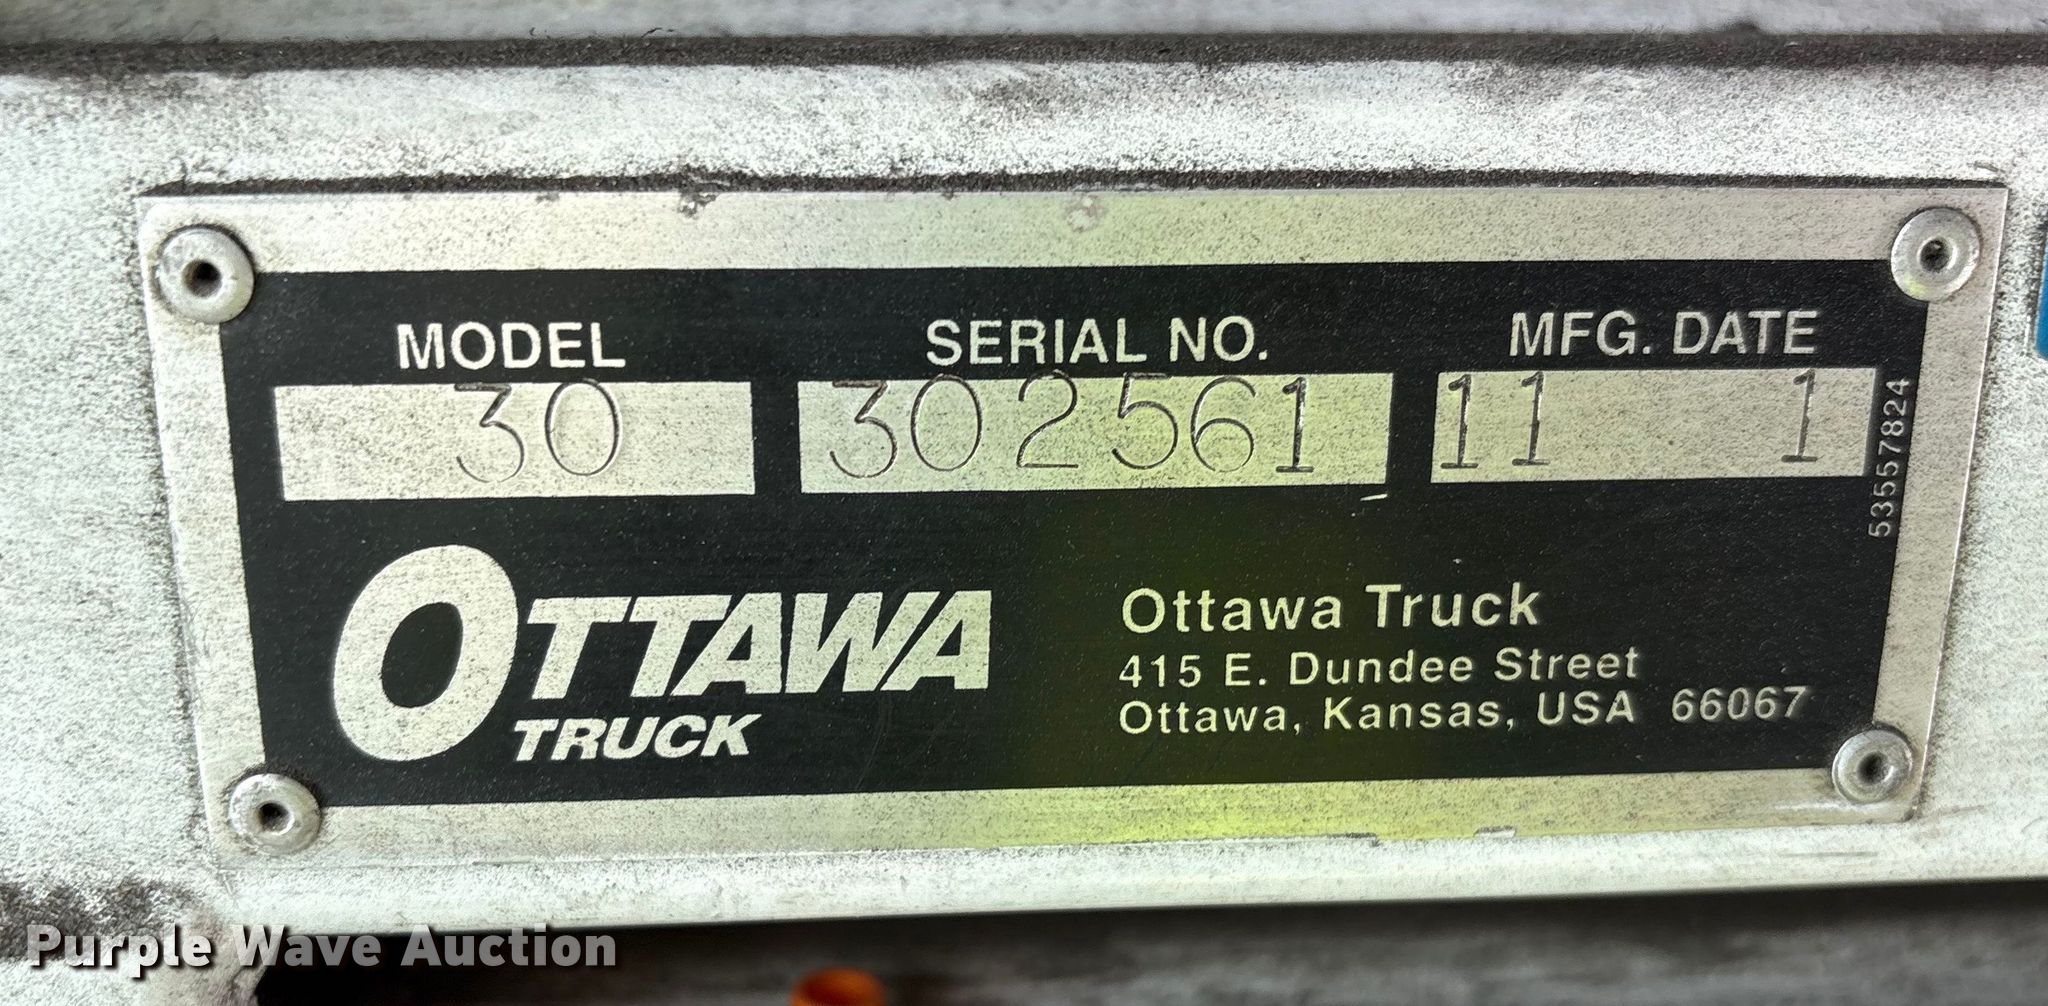 MODEL SERIAL NO. MFG. DATE
30 302561 11 1
5357824
OTTAWA
TRUCK
Ottawa Truck
415 E. Dundee Street
Ottawa, Kansas, USA 66067
Purple Wave Auction